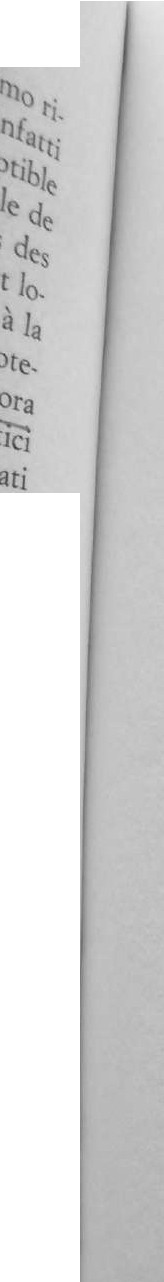 mo ri-
nfatti
ptible
le de
s des
t lo-
à la
ote-
ora
tici
ati